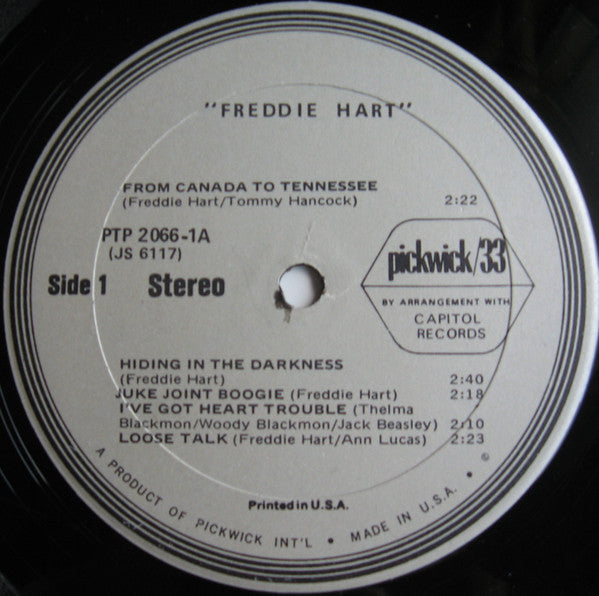 "FREDDIE HART"
FROM CANADA TO TENNESSEE
(Freddie Hart/Tommy Hancock) 2:22
PTP 2066-1A
(JS 6117)
Side 1 Stereo
pickwick/33
BY ARRANGEMENT WITH
CAPITOL
RECORDS
HIDING IN THE DARKNESS
(Freddie Hart) 2:40
JUKE JOINT BOOGIE (Freddie Hart) 2:18
I'VE GOT HEART TROUBLE (Thelma
Blackmon/Woody Blackmon/Jack Beasley) 2:10
LOOSE TALK (Freddie Hart/Ann Lucas) 2:23
Printed in U.S.A.
A PRODUCT OF PICKWICK INT'L • MADE IN U.S.A. • ©